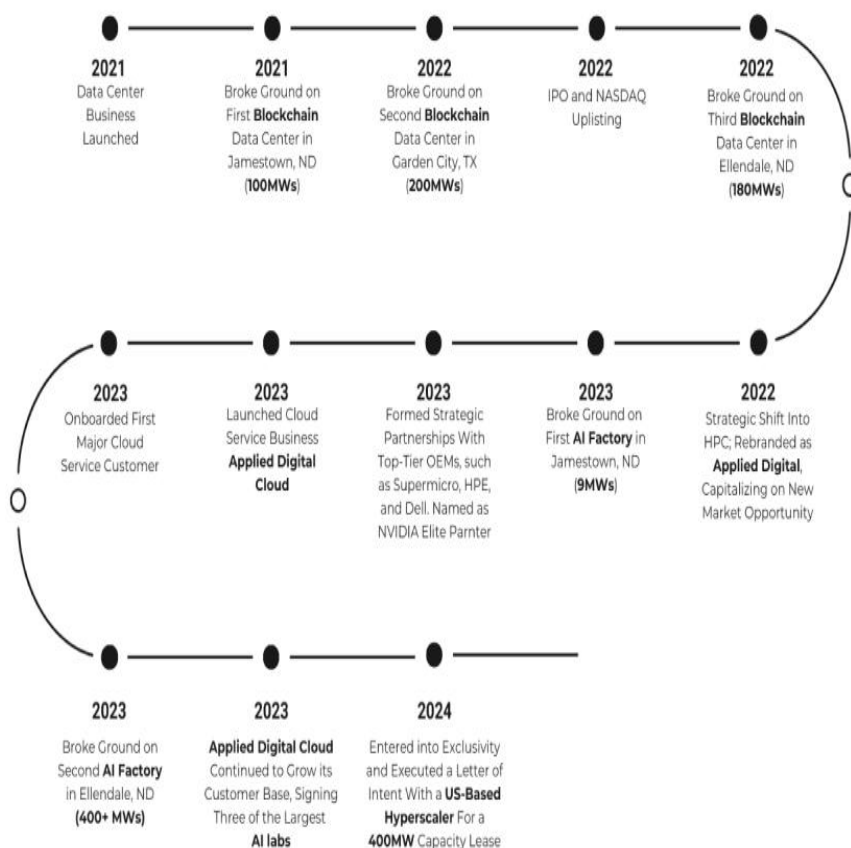 2021
Data Center
Business
Launched
2021
Broke Ground on
First Blockchain
Data Center in
Jamestown, ND
(100MWs)
2022
Broke Ground on
Second Blockchain
Data Center in
Garden City, TX
(200MWs)
2022
IPO and NASDAQ
Uplisting
2022
Broke Ground on
Third Blockchain
Data Center in
Ellendale, ND
(180MWs)
2022
Strategic Shift Into
HPC; Rebranded as
Applied Digital,
Capitalizing on New
Market Opportunity
2023
Broke Ground on
First AI Factory in
Jamestown, ND
(9MWs)
2023
Formed Strategic
Partnerships With
Top-Tier OEMs, such
as Supermicro, HPE,
and Dell. Named as
NVIDIA Elite Parnter
2023
Launched Cloud
Service Business
Applied Digital
Cloud
2023
Onboarded First
Major Cloud
Service Customer
2023
Broke Ground on
Second AI Factory
in Ellendale, ND
(400+ MWs)
2023
Applied Digital Cloud
Continued to Grow its
Customer Base, Signing
Three of the Largest
AI labs
2024
Entered into Exclusivity
and Executed a Letter of
Intent With a US-Based
Hyperscaler For a
400MW Capacity Lease